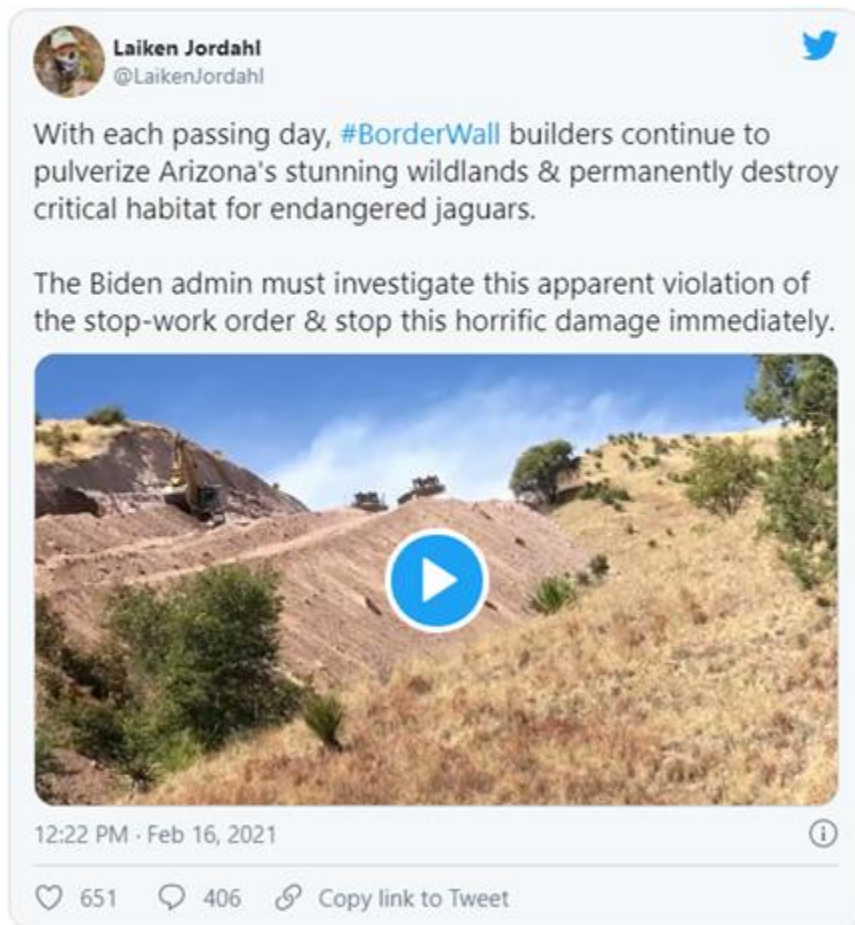 Laiken Jordahl
@LaikenJordahl
With each passing day, #BorderWall builders continue to
pulverize Arizona's stunning wildlands & permanently destroy
critical habitat for endangered jaguars.
The Biden admin must investigate this apparent violation of
the stop-work order & stop this horrific damage immediately.
12:22 PM · Feb 16, 2021
651 406 Copy link to Tweet